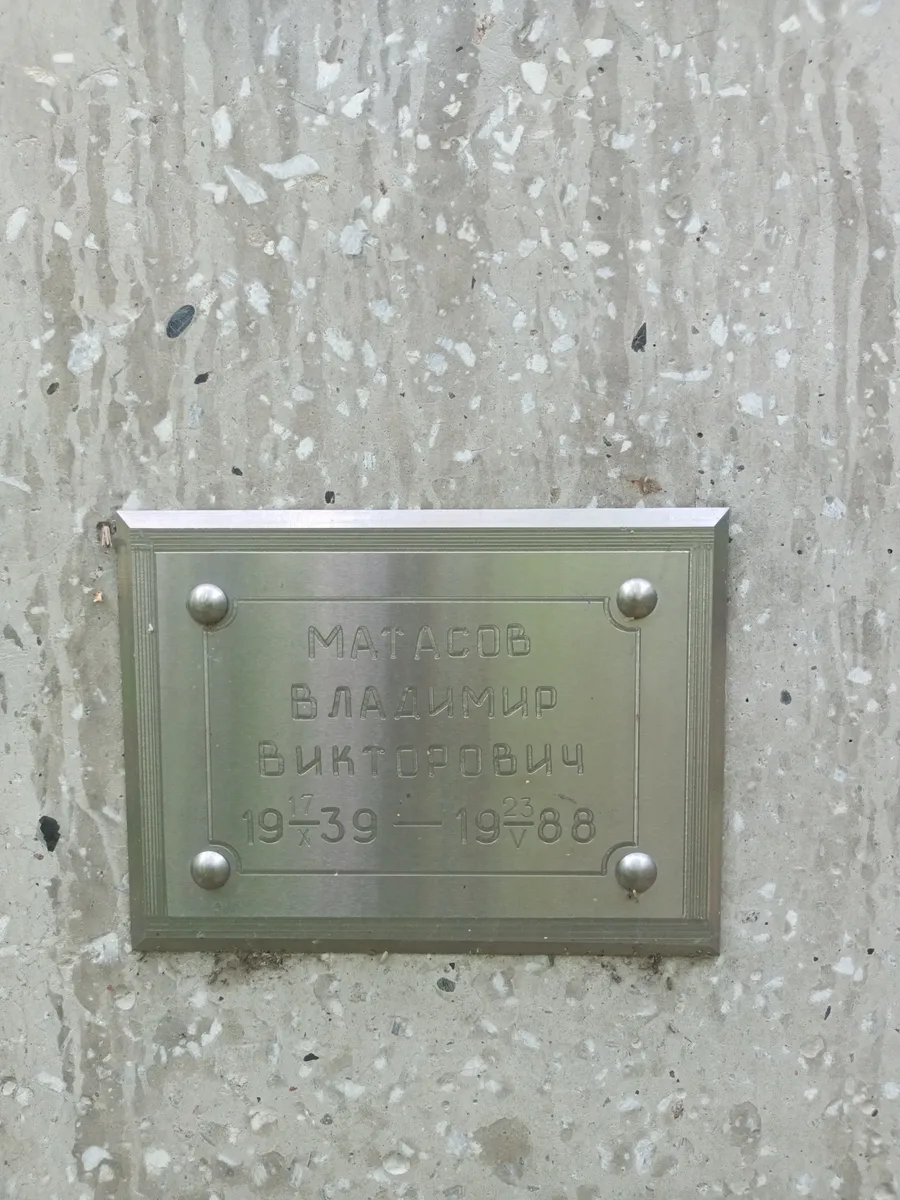 МАТАСОВ
ВЛАДИМИР
ВИКТОРОВИЧ
19 17/X 39 — 19 23/V 88